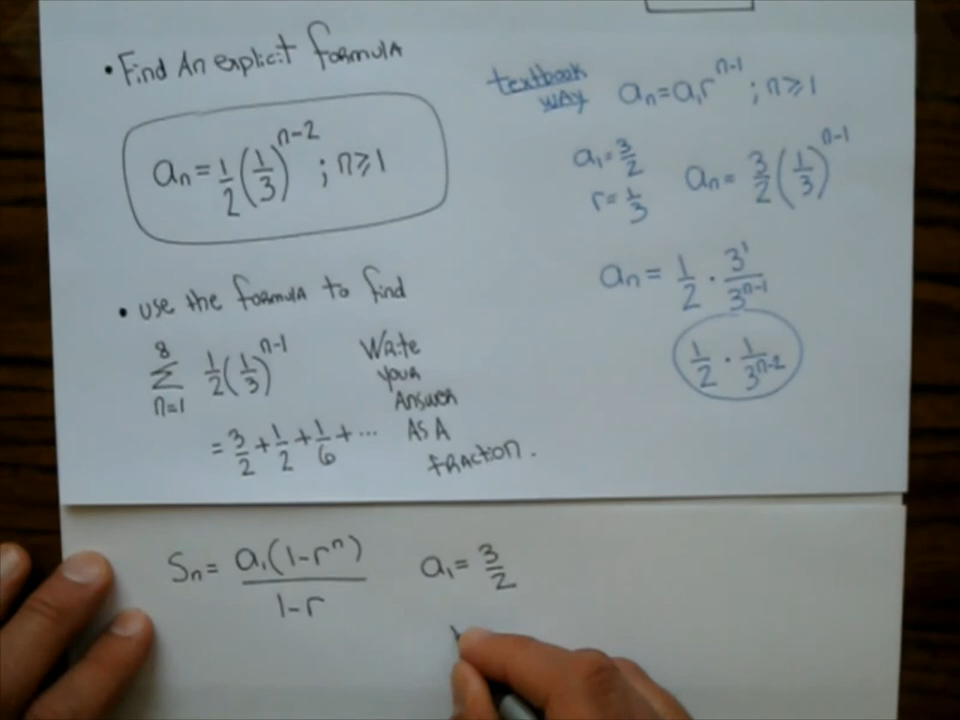 • Find An explicit formula
aₙ = 1/2 (1/3)ⁿ⁻² ; n ≥ 1
textbook way
aₙ = a₁rⁿ⁻¹ ; n ≥ 1
a₁ = 3/2
r = 1/3
aₙ = 3/2 (1/3)ⁿ⁻¹
aₙ = 1/2 · 3¹/3ⁿ⁻¹
1/2 · 1/3ⁿ⁻²
• Use the formula to find
8
Σ 1/2 (1/3)ⁿ⁻¹
n=1
= 3/2 + 1/2 + 1/6 + ...
Write
your
Answer
As A
fraction.
Sₙ = a₁(1-rⁿ)/1-r
a₁ = 3/2